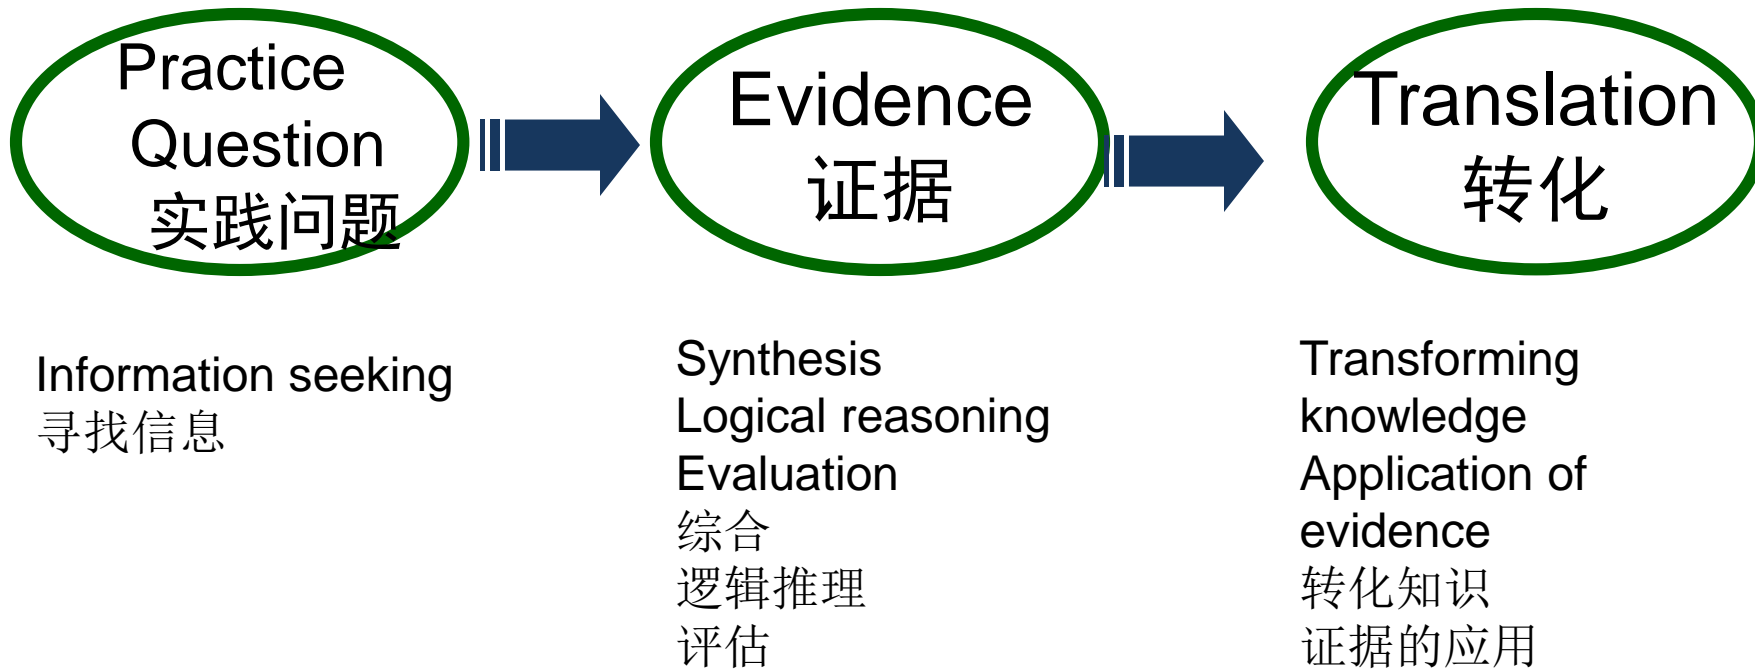 Practice
Question
实践问题
Evidence
证据
Translation
转化
Information seeking
寻找信息
Synthesis
Logical reasoning
Evaluation
综合
逻辑推理
评估
Transforming
knowledge
Application of
evidence
转化知识
证据的应用